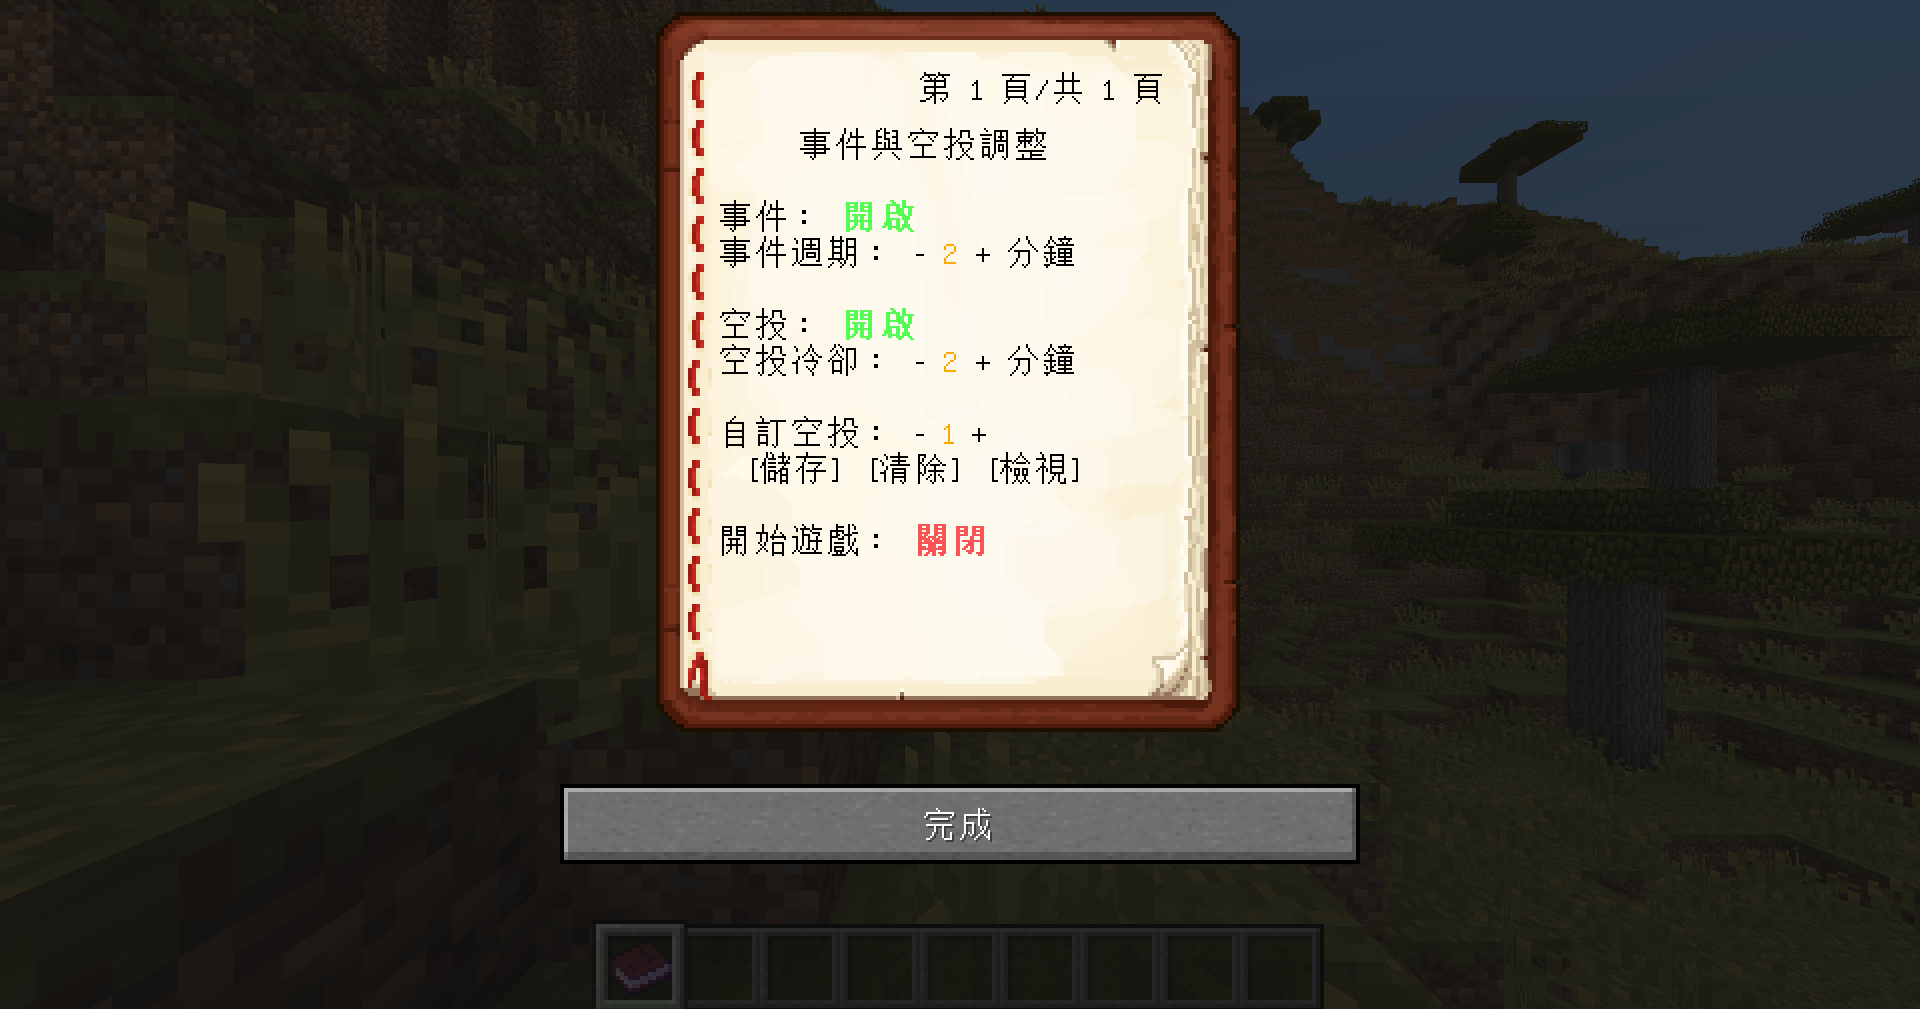 第 1 頁/共 1 頁
事件與空投調整
事件： 開啟
事件週期： - 2 + 分鐘
空投： 開啟
空投冷卻： - 2 + 分鐘
自訂空投： - 1 +
[儲存] [清除] [檢視]
開始遊戲： 關閉
完成